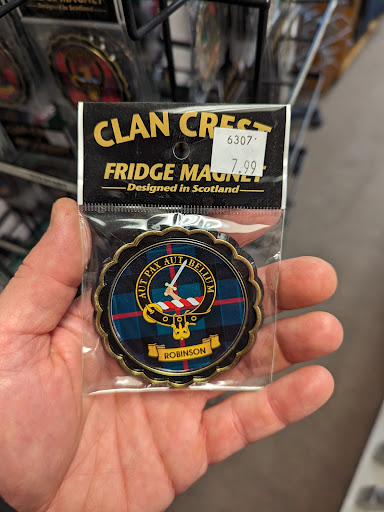 CLAN CREST
6307
7.99
FRIDGE MAGNET
Designed in Scotland
AUT PAX AUT BELLUM
ROBINSON